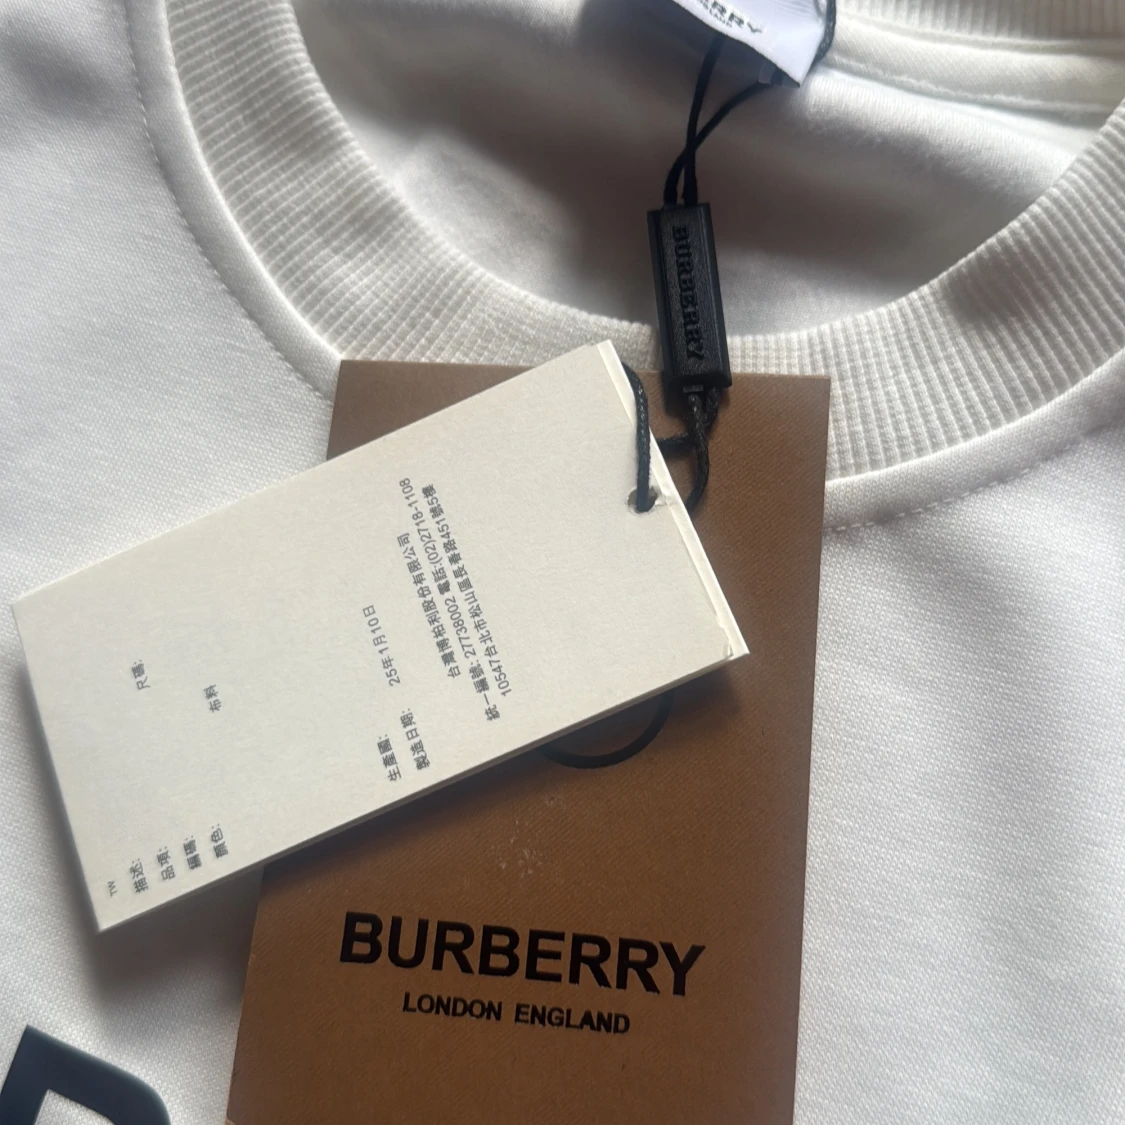 BURBERRY
TW
描述:
品項:
編碼:
顏色:
尺碼:
布料
生產國:
製造日期: 25年1月10日
台灣博柏利股份有限公司
統一編號: 27738002 電話:(02)2718-1108
10547台北市松山區長春路451號5樓
BURBERRY
LONDON ENGLAND